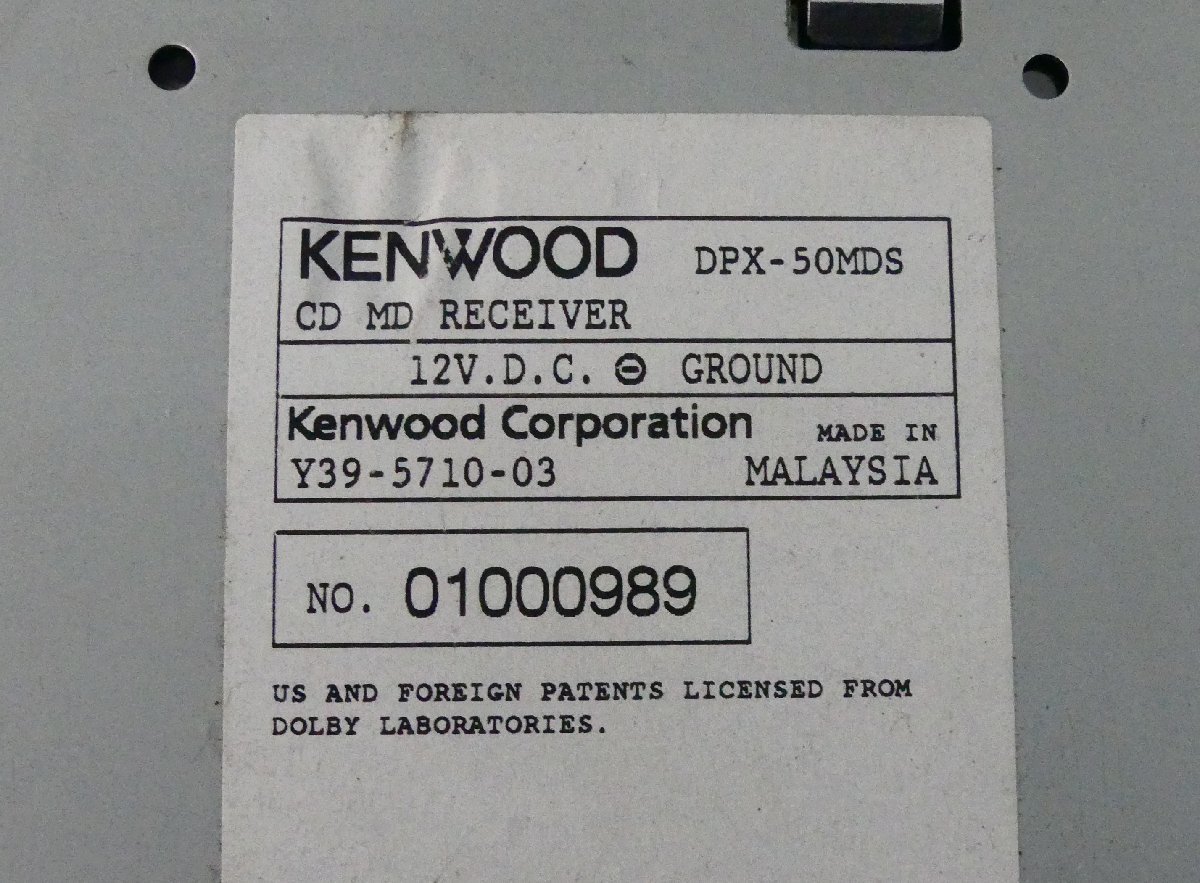 KENWOOD DPX-50MDS
CD MD RECEIVER
12V.D.C. ⊖ GROUND
Kenwood Corporation MADE IN
Y39-5710-03 MALAYSIA
NO. 01000989
US AND FOREIGN PATENTS LICENSED FROM
DOLBY LABORATORIES.